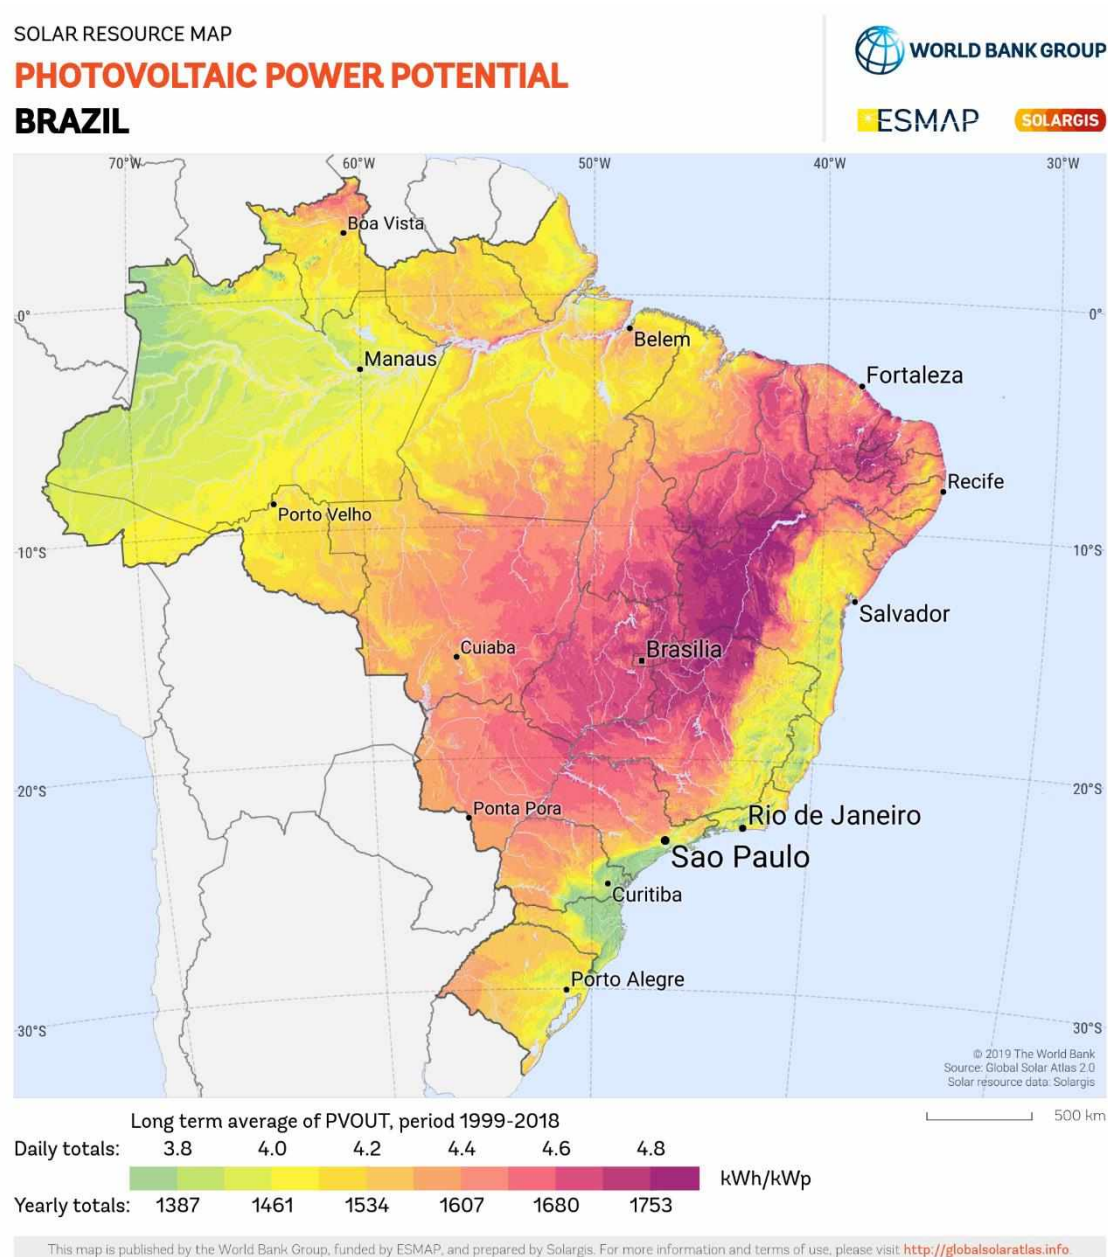 SOLAR RESOURCE MAP
PHOTOVOLTAIC POWER POTENTIAL
BRAZIL
WORLD BANK GROUP
ESMAP
SOLARGIS
70°W 60°W 50°W 40°W 30°W
Boa Vista
0° 0°
Belem
Manaus
Fortaleza
Recife
Porto Velho
10°S 10°S
Salvador
Cuiaba
Brasilia
20°S 20°S
Ponta Pora
Rio de Janeiro
Sao Paulo
Curitiba
Porto Alegre
30°S 30°S
© 2019 The World Bank
Source: Global Solar Atlas 2.0
Solar resource data: Solargis
Long term average of PVOUT, period 1999-2018
500 km
Daily totals: 3.8 4.0 4.2 4.4 4.6 4.8
kWh/kWp
Yearly totals: 1387 1461 1534 1607 1680 1753
This map is published by the World Bank Group, funded by ESMAP, and prepared by Solargis. For more information and terms of use, please visit http://globalsolaratlas.info.